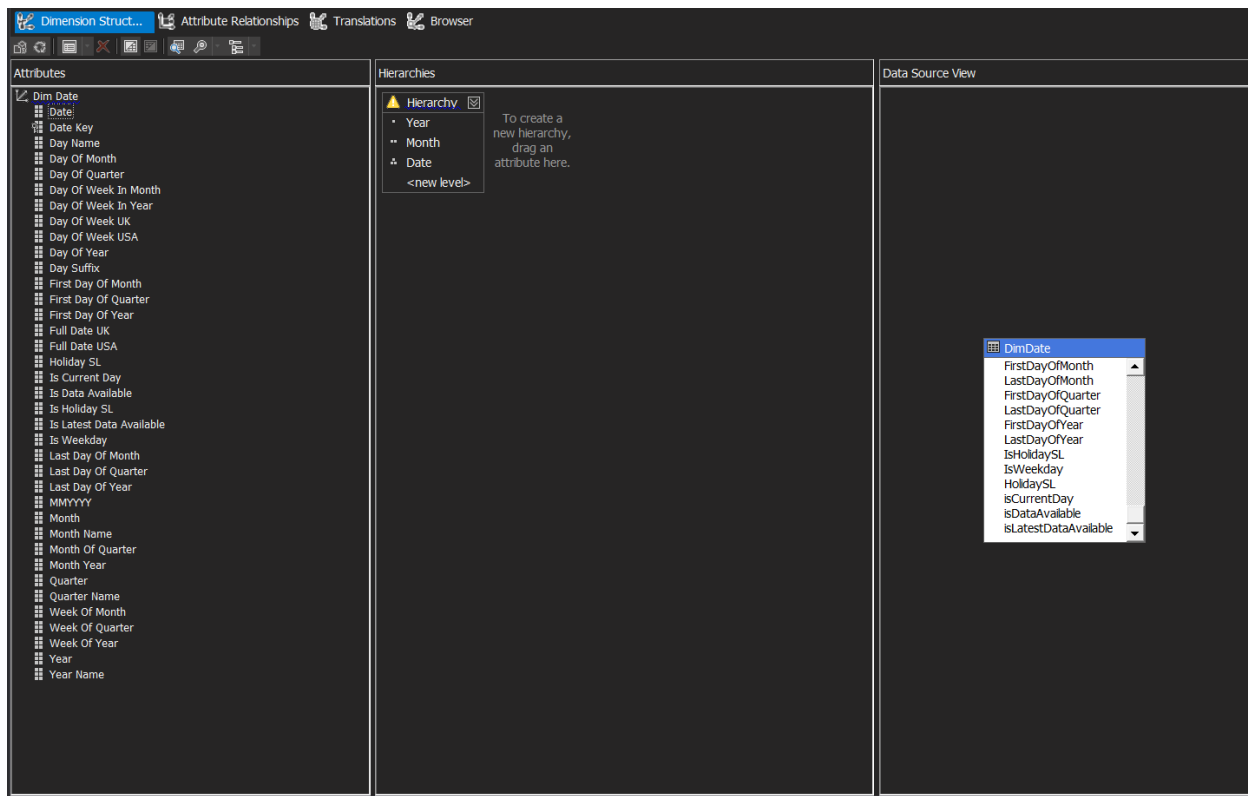 Dimension Struct... Attribute Relationships Translations Browser
Attributes
Dim Date
Date
Date Key
Day Name
Day Of Month
Day Of Quarter
Day Of Week In Month
Day Of Week In Year
Day Of Week UK
Day Of Week USA
Day Of Year
Day Suffix
First Day Of Month
First Day Of Quarter
First Day Of Year
Full Date UK
Full Date USA
Holiday SL
Is Current Day
Is Data Available
Is Holiday SL
Is Latest Data Available
Is Weekday
Last Day Of Month
Last Day Of Quarter
Last Day Of Year
MMYYYY
Month
Month Name
Month Of Quarter
Month Year
Quarter
Quarter Name
Week Of Month
Week Of Quarter
Week Of Year
Year
Year Name
Hierarchies
Hierarchy
Year
Month
Date
<new level>
To create a
new hierarchy,
drag an
attribute here.
Data Source View
DimDate
FirstDayOfMonth
LastDayOfMonth
FirstDayOfQuarter
LastDayOfQuarter
FirstDayOfYear
LastDayOfYear
IsHolidaySL
IsWeekday
HolidaySL
isCurrentDay
isDataAvailable
isLatestDataAvailable